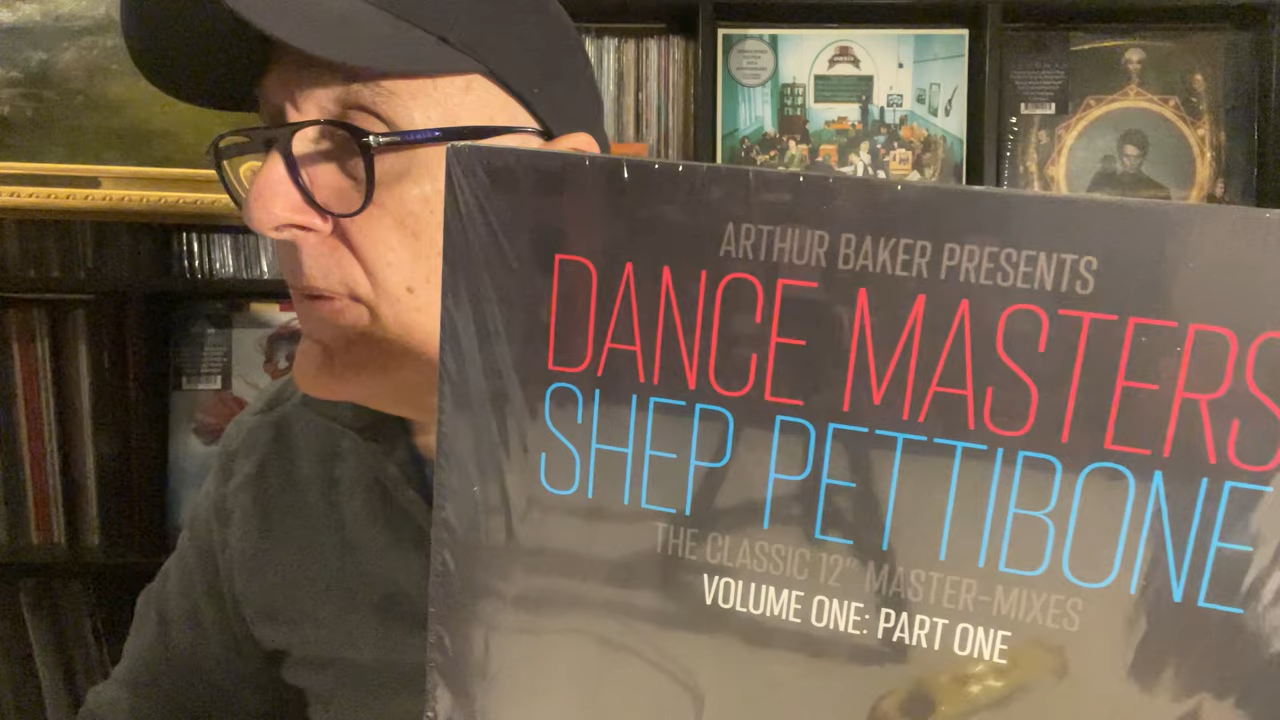 ARTHUR BAKER PRESENTS
DANCE MASTERS
SHEP PETTIBONE
THE CLASSIC 12" MASTER-MIXES
VOLUME ONE: PART ONE